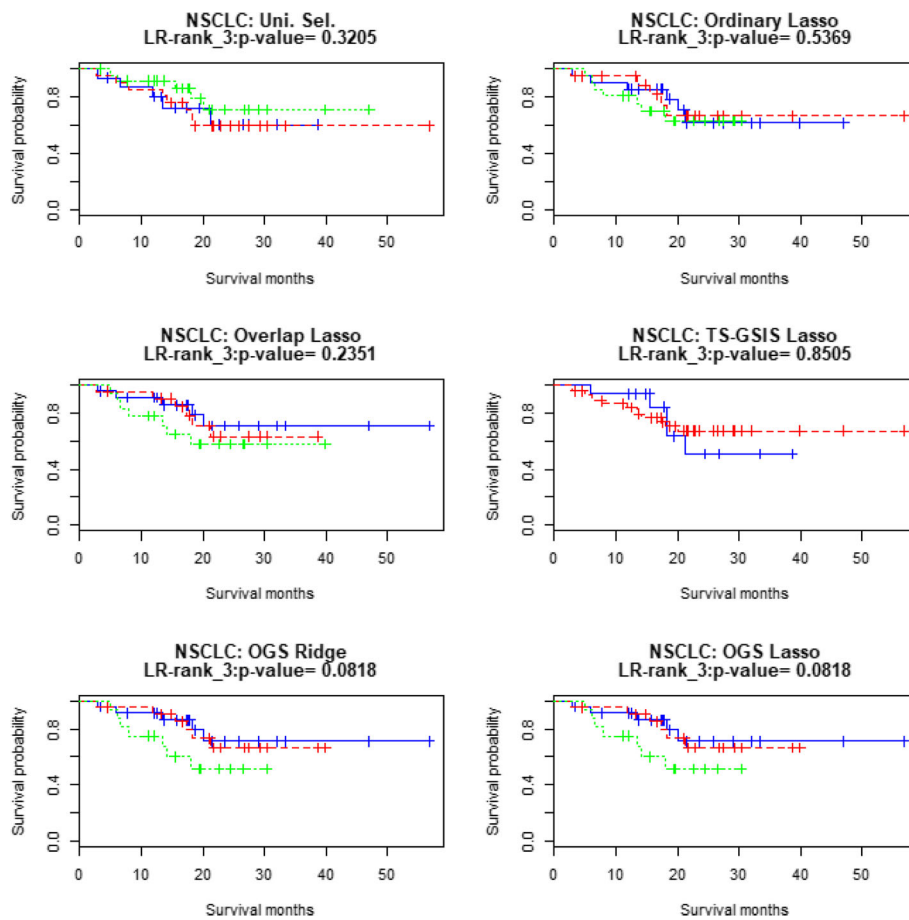 NSCLC: Uni. Sel.
LR-rank_3:p-value= 0.3205
Survival probability
0.0 0.4 0.8
0 10 20 30 40 50
Survival months
NSCLC: Ordinary Lasso
LR-rank_3:p-value= 0.5369
Survival probability
0.0 0.4 0.8
0 10 20 30 40 50
Survival months
NSCLC: Overlap Lasso
LR-rank_3:p-value= 0.2351
Survival probability
0.0 0.4 0.8
0 10 20 30 40 50
Survival months
NSCLC: TS-GSIS Lasso
LR-rank_3:p-value= 0.8505
Survival probability
0.0 0.4 0.8
0 10 20 30 40 50
Survival months
NSCLC: OGS Ridge
LR-rank_3:p-value= 0.0818
Survival probability
0.0 0.4 0.8
0 10 20 30 40 50
Survival months
NSCLC: OGS Lasso
LR-rank_3:p-value= 0.0818
Survival probability
0.0 0.4 0.8
0 10 20 30 40 50
Survival months